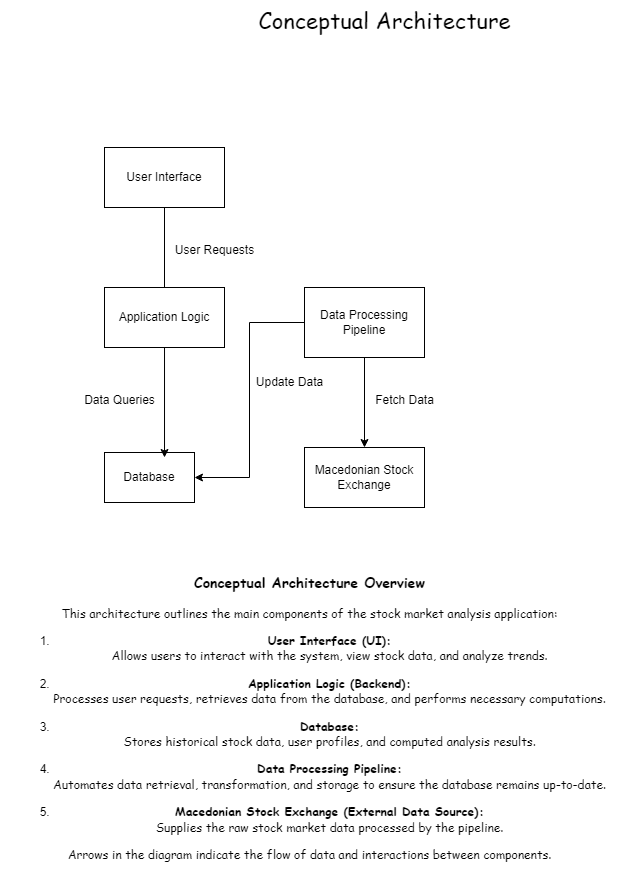 Conceptual Architecture
User Interface
User Requests
Application Logic
Data Processing
Pipeline
Update Data
Data Queries
Fetch Data
Database
Macedonian Stock
Exchange
Conceptual Architecture Overview
This architecture outlines the main components of the stock market analysis application:
1. User Interface (UI):
Allows users to interact with the system, view stock data, and analyze trends.
2. Application Logic (Backend):
Processes user requests, retrieves data from the database, and performs necessary computations.
3. Database:
Stores historical stock data, user profiles, and computed analysis results.
4. Data Processing Pipeline:
Automates data retrieval, transformation, and storage to ensure the database remains up-to-date.
5. Macedonian Stock Exchange (External Data Source):
Supplies the raw stock market data processed by the pipeline.
Arrows in the diagram indicate the flow of data and interactions between components.